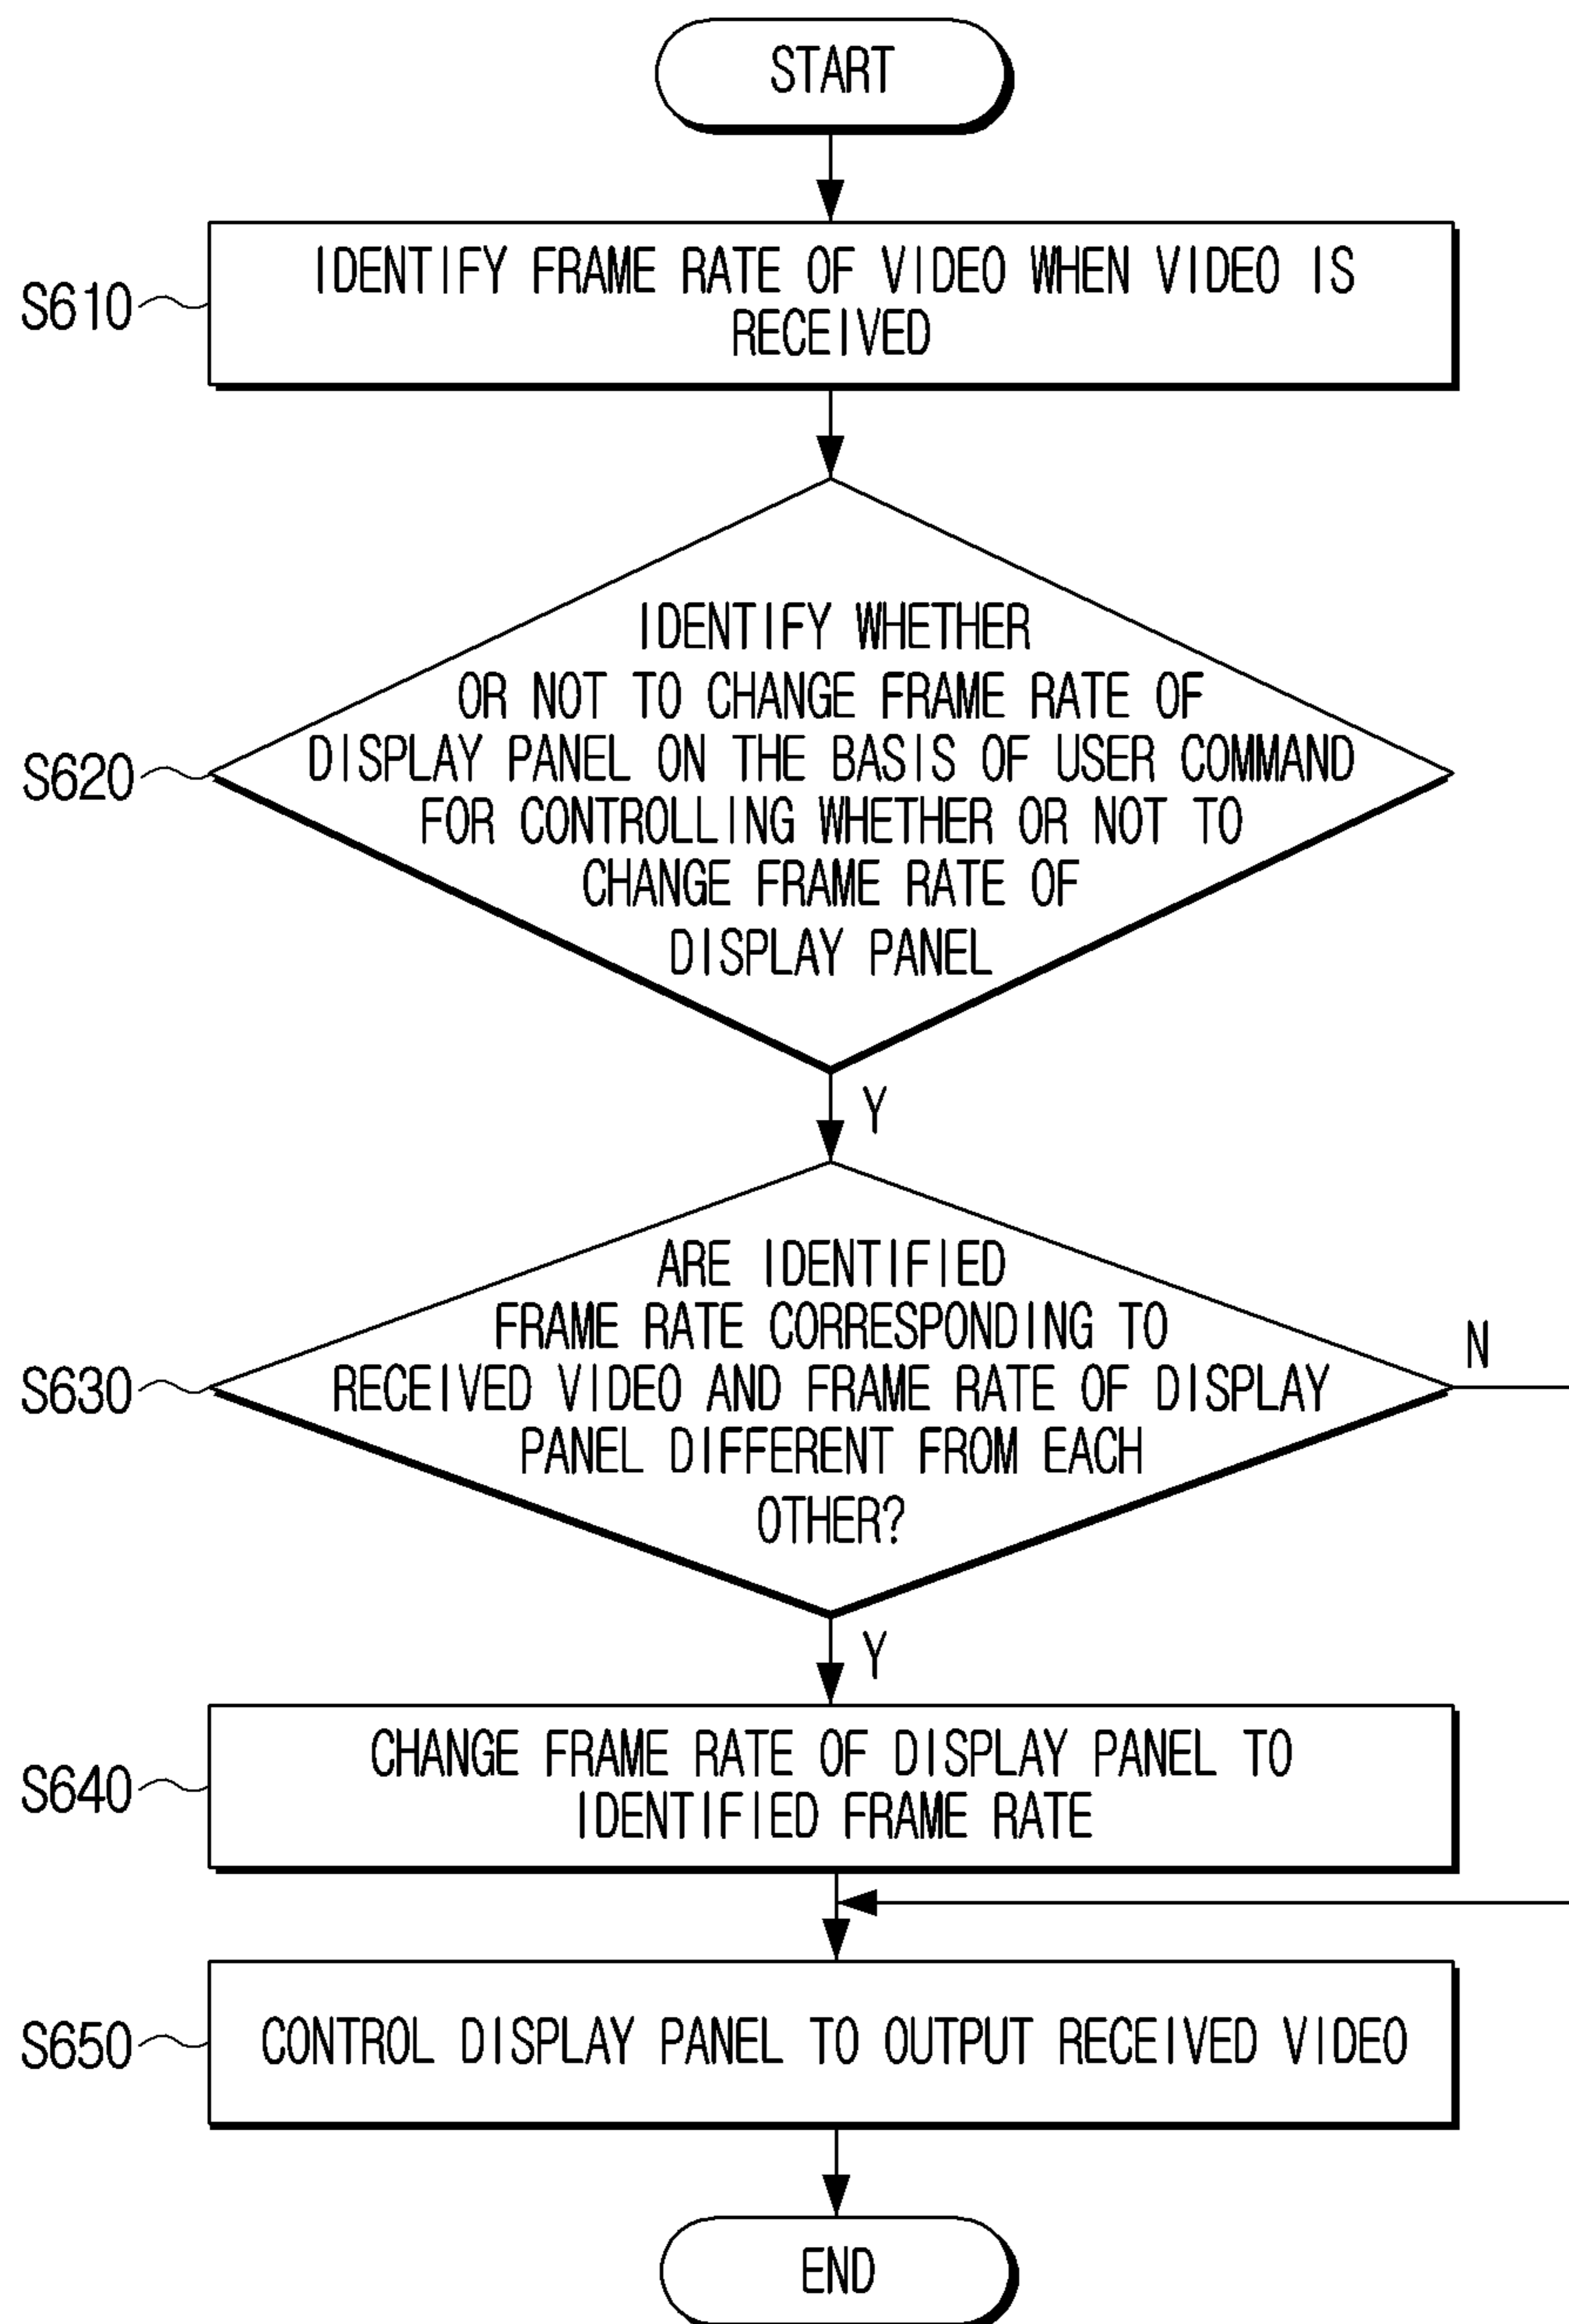 START
S610
IDENTIFY FRAME RATE OF VIDEO WHEN VIDEO IS
RECEIVED
IDENTIFY WHETHER
OR NOT TO CHANGE FRAME RATE OF
S620
DISPLAY PANEL ON THE BASIS OF USER COMMAND
FOR CONTROLLING WHETHER OR NOT TO
CHANGE FRAME RATE OF
DISPLAY PANEL
Y
ARE IDENTIFIED
FRAME RATE CORRESPONDING TO
N
S630
RECEIVED VIDEO AND FRAME RATE OF DISPLAY
PANEL DIFFERENT FROM EACH
OTHER?
Y
S640
CHANGE FRAME RATE OF DISPLAY PANEL TO
IDENTIFIED FRAME RATE
S650
CONTROL DISPLAY PANEL TO OUTPUT RECEIVED VIDEO
END